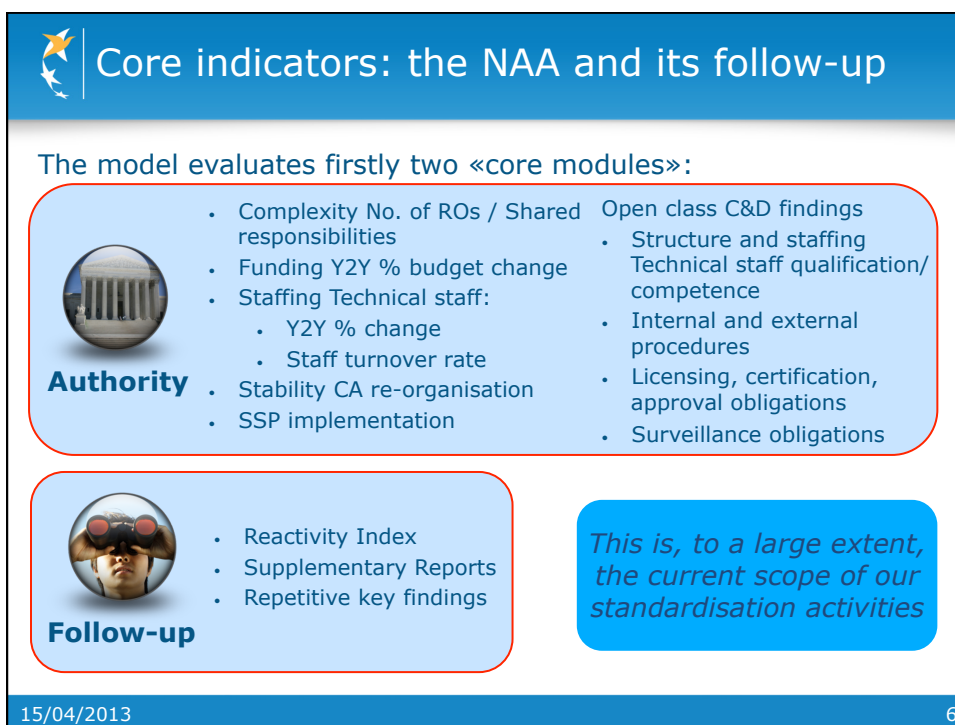 Core indicators: the NAA and its follow-up
The model evaluates firstly two «core modules»:
Authority
• Complexity No. of ROs / Shared
responsibilities
• Funding Y2Y % budget change
• Staffing Technical staff:
• Y2Y % change
• Staff turnover rate
• Stability CA re-organisation
• SSP implementation
Open class C&D findings
• Structure and staffing
Technical staff qualification/
competence
• Internal and external
procedures
• Licensing, certification,
approval obligations
• Surveillance obligations
Follow-up
• Reactivity Index
• Supplementary Reports
• Repetitive key findings
This is, to a large extent,
the current scope of our
standardisation activities
15/04/2013
6